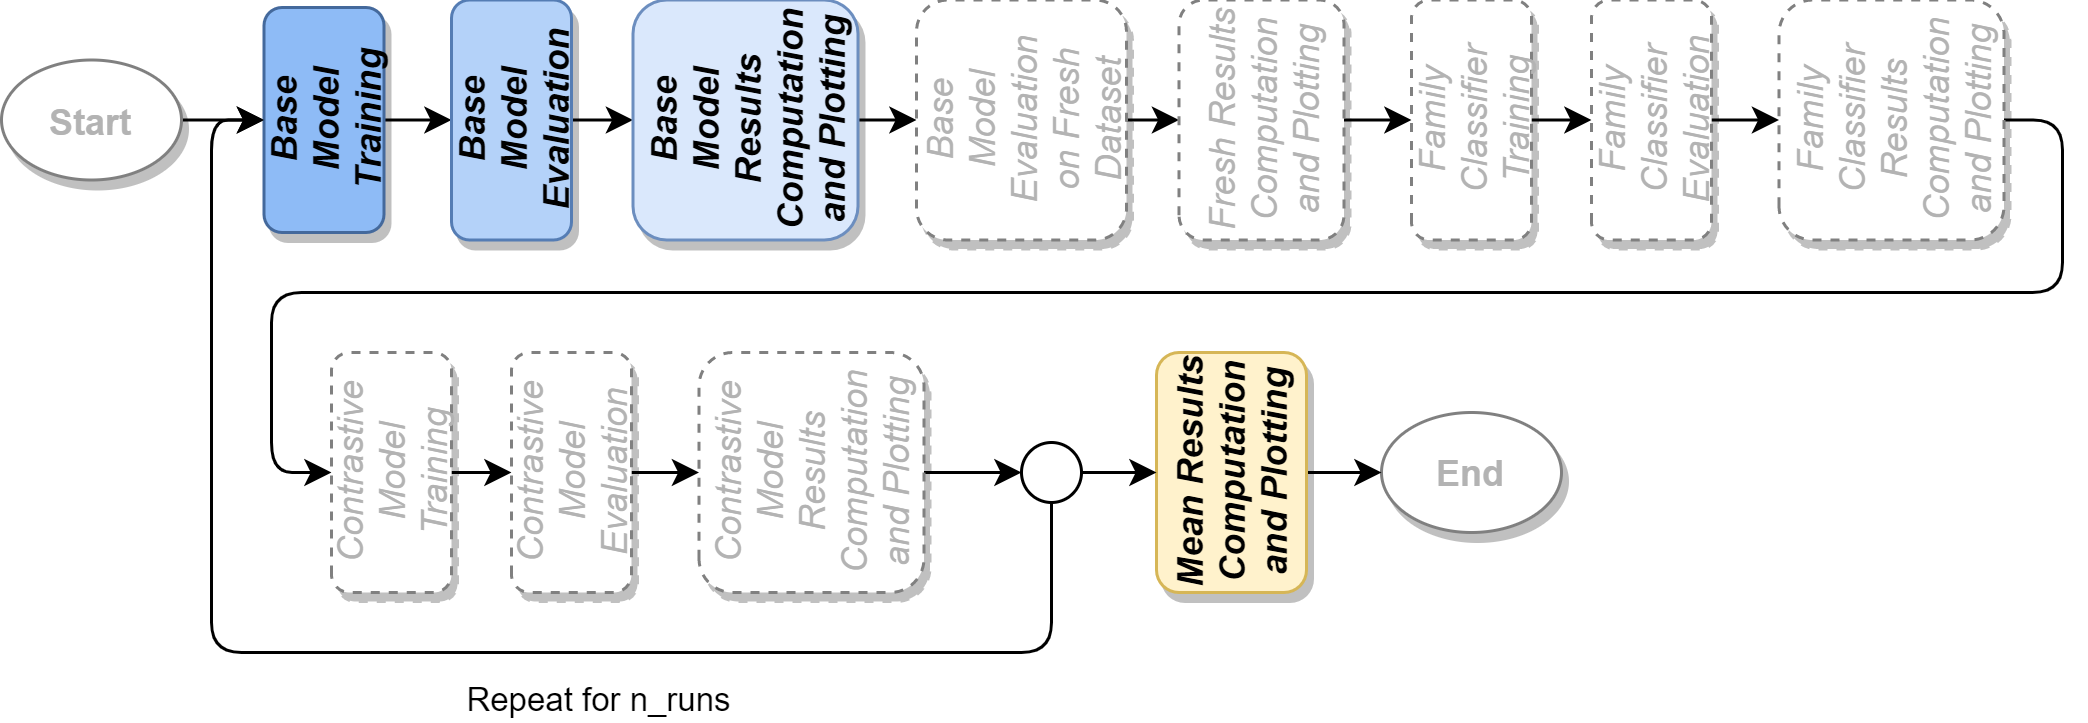 Start
Base
Model
Training
Base
Model
Evaluation
Base
Model
Results
Computation
and Plotting
Base
Model
Evaluation
on Fresh
Dataset
Fresh Results
Computation
and Plotting
Family
Classifier
Training
Family
Classifier
Evaluation
Family
Classifier
Results
Computation
and Plotting
Contrastive
Model
Training
Contrastive
Model
Evaluation
Contrastive
Model
Results
Computation
and Plotting
Mean Results
Computation
and Plotting
End
Repeat for n_runs